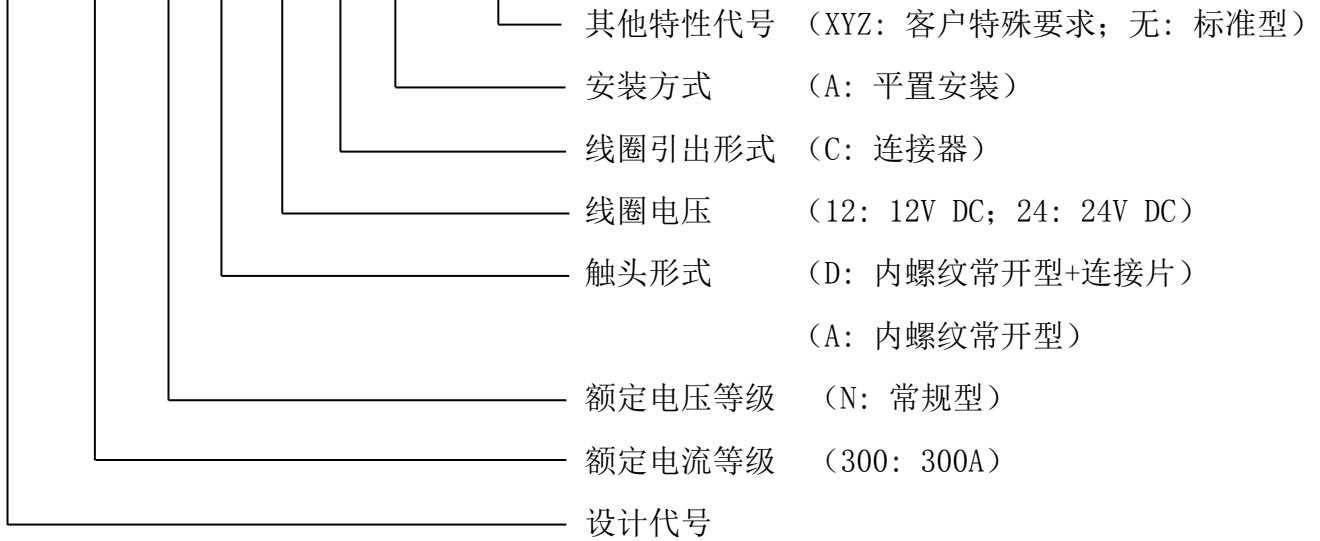 其他特性代号 （XYZ: 客户特殊要求; 无: 标准型）
安装方式 （A: 平置安装）
线圈引出形式 （C: 连接器）
线圈电压 （12: 12V DC; 24: 24V DC）
触头形式 （D: 内螺纹常开型+连接片）
（A: 内螺纹常开型）
额定电压等级 （N: 常规型）
额定电流等级 （300: 300A）
设计代号